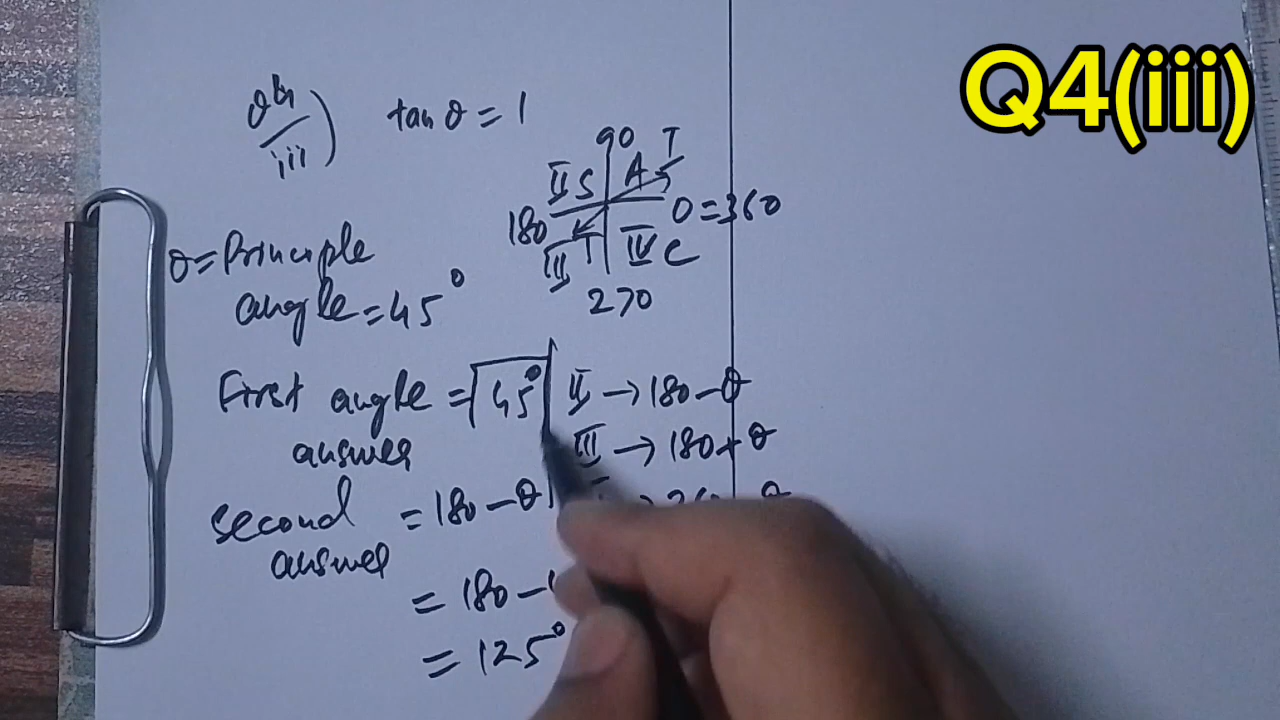 Q4(iii)
Q4/iii) tan θ = 1
90 T
II S A
180 0=360
III T IV C
270
θ = Principle
angle = 45°
First angle = 45° II → 180 - θ
answer III → 180 + θ
second = 180 - θ
answer
= 180 -
= 125°